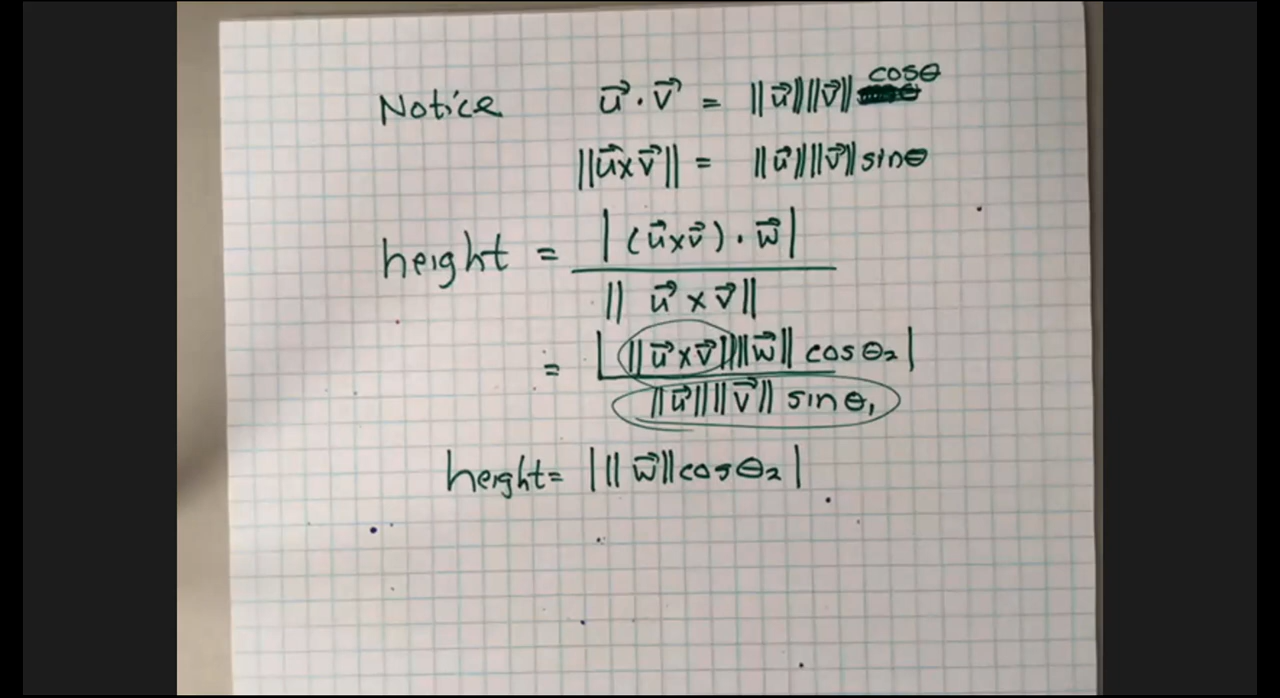 Notice u⃗ · v⃗ = ||u⃗|| ||v⃗|| cosθ
||u⃗ x v⃗|| = ||u⃗|| ||v⃗|| sinθ
height = |(u⃗ x v⃗) · w⃗| / || u⃗ x v⃗ ||
= | ||u⃗ x v⃗|| ||w⃗|| cos θ₂ | / ||u⃗|| ||v⃗|| sin θ₁
height = | || w⃗ || cos θ₂ |